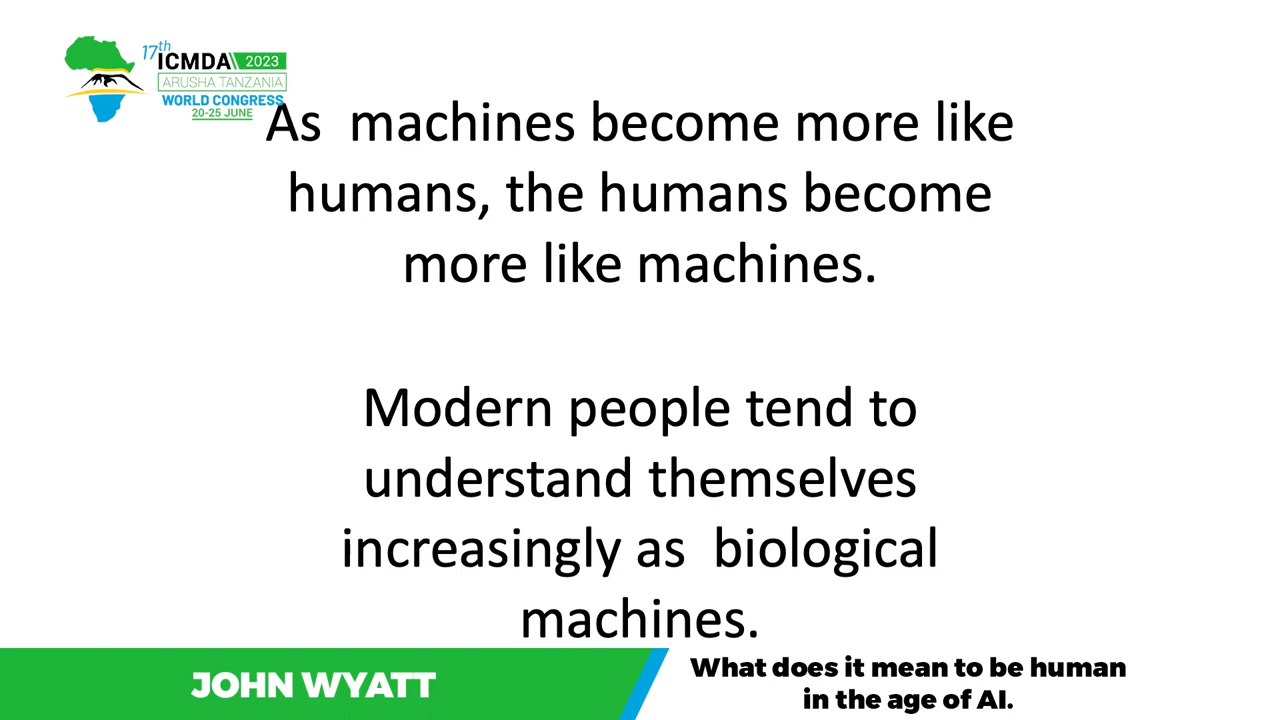 17th
ICMDA 2023
ARUSHA TANZANIA
WORLD CONGRESS
20-25 JUNE
As  machines become more like
humans, the humans become
more like machines.
Modern people tend to
understand themselves
increasingly as  biological
machines.
JOHN WYATT
What does it mean to be human
in the age of AI.